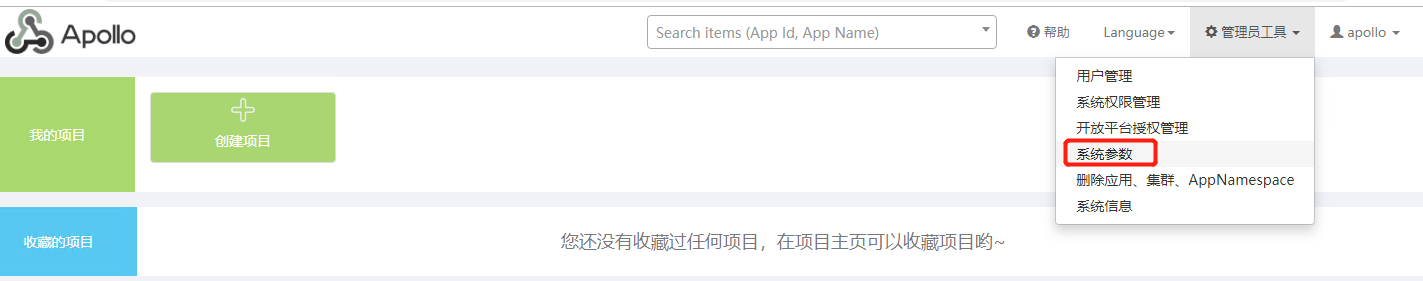 Apollo
Search items (App Id, App Name)
帮助
Language
管理员工具
apollo
用户管理
系统权限管理
开放平台授权管理
系统参数
删除应用、集群、AppNamespace
系统信息
我的项目
创建项目
收藏的项目
您还没有收藏过任何项目，在项目主页可以收藏项目哟~